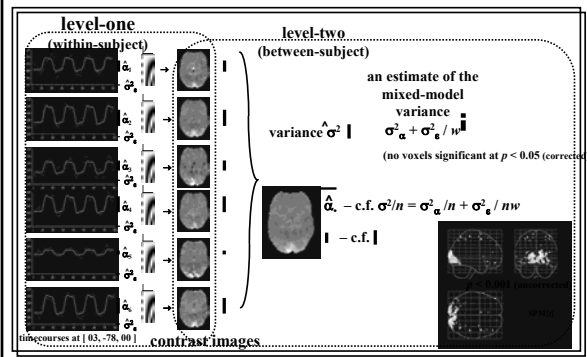 level-one
(within-subject)
level-two
(between-subject)
α̂₁
σ̂²ε
α̂₂
σ̂²ε
α̂₃
σ̂²ε
α̂₄
σ̂²ε
α̂₅
σ̂²ε
α̂₆
σ̂²ε
timecourses at [ 03, -78, 00 ]
contrast images
an estimate of the
mixed-model
variance
σ²α + σ²ε / w
variance σ̂²
(no voxels significant at p < 0.05 (corrected
α̂. – c.f. σ²/n = σ²α /n + σ²ε / nw
– c.f.
p < 0.001 (uncorrected)
SPM{t}